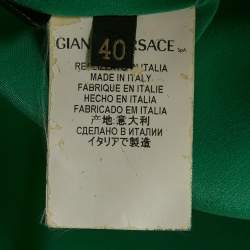 40
GIANNI VERSACE SpA
MADE IN ITALY
FABRIQUE EN ITALIE
HECHO EN ITALIA
FABRICADO EM ITALIA
产地:意大利
СДЕЛАНО В ИТАЛИИ
イタリアで製造